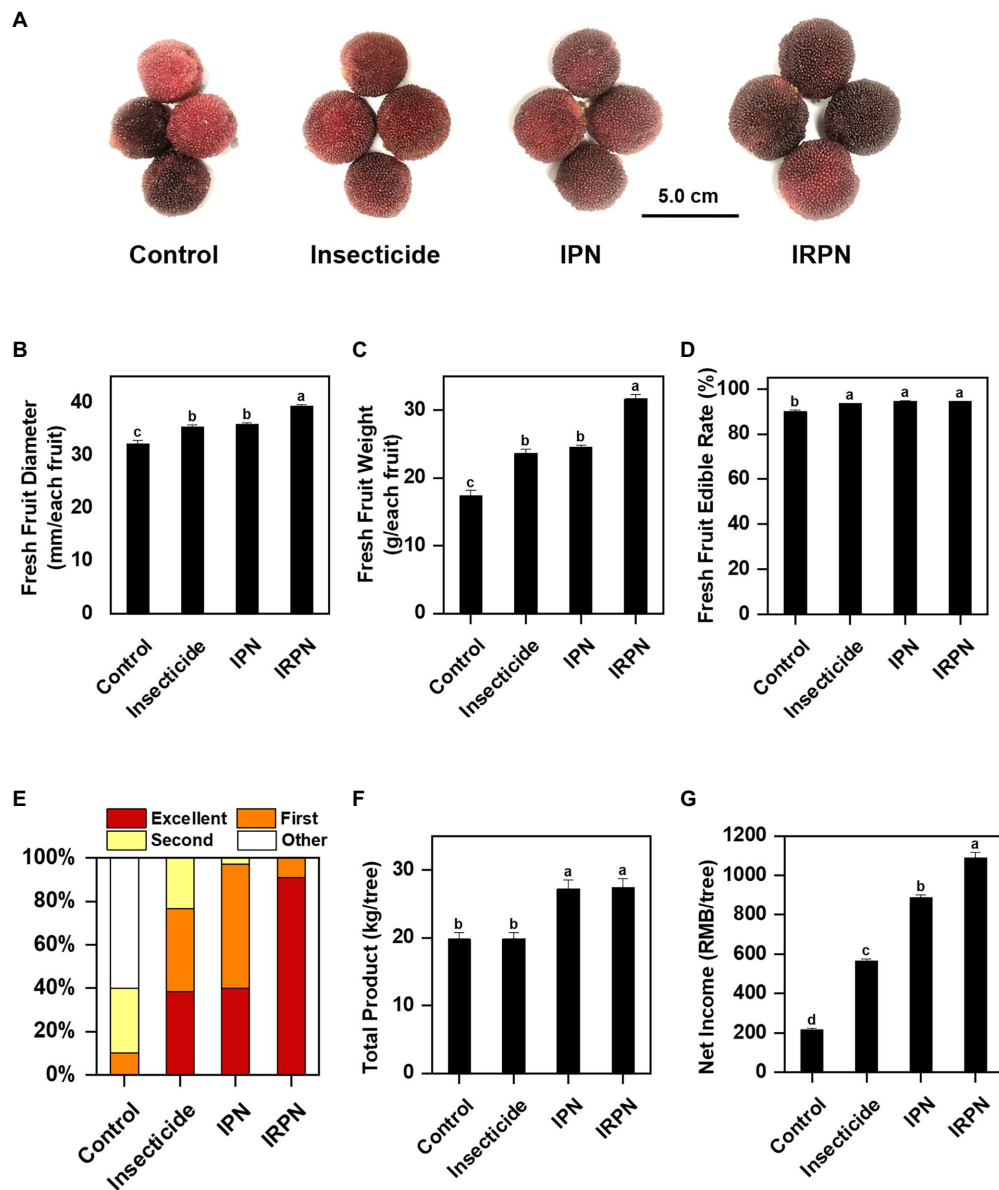 A
5.0 cm
Control Insecticide IPN IRPN
B
Fresh Fruit Diameter
(mm/each fruit)
40
30
20
10
0
c b b a
Control Insecticide IPN IRPN
C
Fresh Fruit Weight
(g/each fruit)
30
20
10
0
c b b a
Control Insecticide IPN IRPN
D
Fresh Fruit Edible Rate (%)
100
80
60
40
20
0
b a a a
Control Insecticide IPN IRPN
E
Excellent First
Second Other
100%
80%
60%
40%
20%
0%
Control Insecticide IPN IRPN
F
Total Product (kg/tree)
30
20
10
0
b b a a
Control Insecticide IPN IRPN
G
Net Income (RMB/tree)
1200
1000
800
600
400
200
0
d c b a
Control Insecticide IPN IRPN